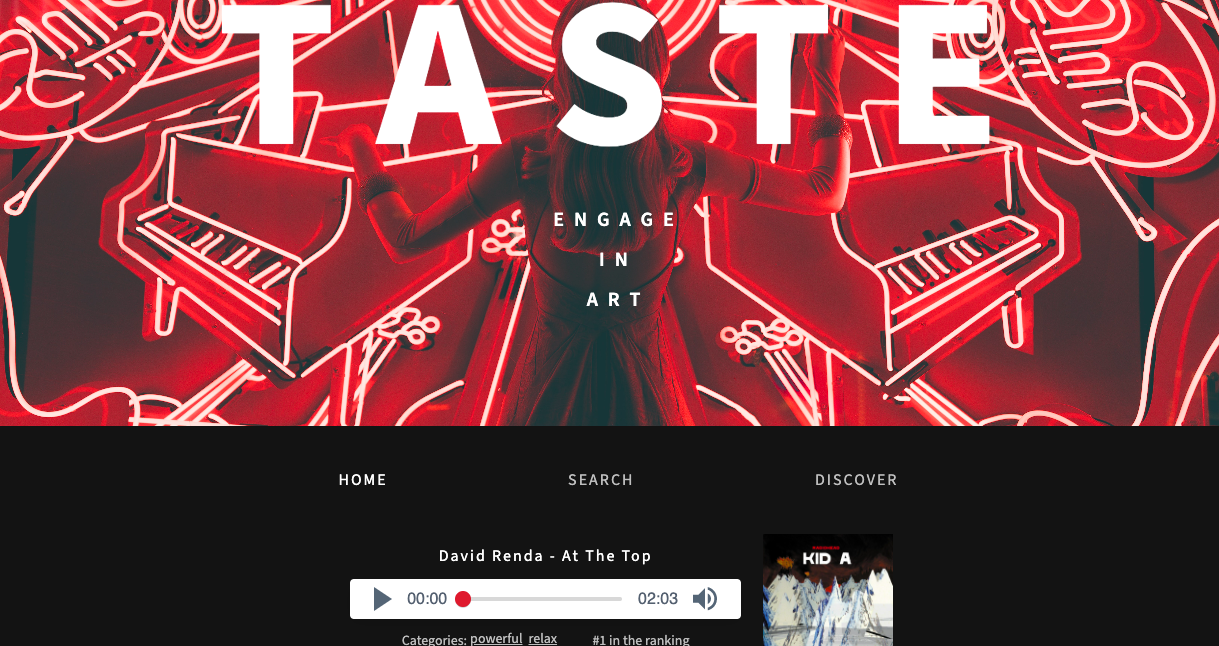 TASTE
ENGAGE
IN
ART
HOME SEARCH DISCOVER
David Renda - At The Top
KID A
00:00 02:03
Categories: powerful relax #1 in the ranking